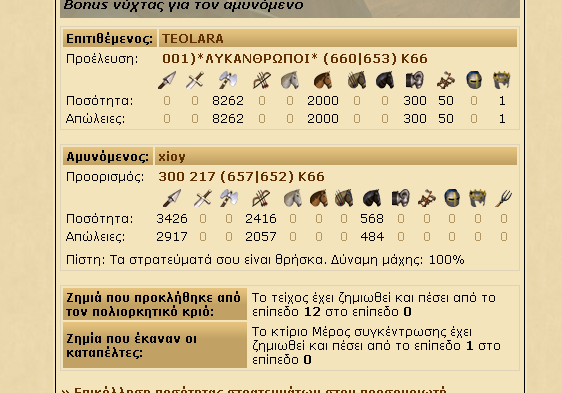 Bonus νύχτας για τον αμυνόμενο
Επιτιθέμενος: TEOLARA
Προέλευση: 001)*ΛΥΚΑΝΘΡΩΠΟΙ* (660|653) K66
Ποσότητα: 0 0 8262 0 0 2000 0 0 300 50 0 1
Απώλειες: 0 0 8262 0 0 2000 0 0 300 50 0 1
Αμυνόμενος: xioy
Προορισμός: 300 217 (657|652) K66
Ποσότητα: 3426 0 0 2416 0 0 0 568 0 0 0 0 0
Απώλειες: 2917 0 0 2057 0 0 0 484 0 0 0 0 0
Πίστη: Τα στρατεύματά σου είναι θρήσκα. Δύναμη μάχης: 100%
Ζημιά που προκλήθηκε από Το τείχος έχει ζημιωθεί και πέσει από το
τον πολιορκητικό κριό: επίπεδο 12 στο επίπεδο 0
Ζημία που έκαναν οι Το κτίριο Μέρος συγκέντρωσης έχει
καταπέλτες: ζημιωθεί και πέσει από το επίπεδο 1 στο
επίπεδο 0
» Επικόλληση ποσότητας στρατευμάτων στον προσομοιωτή